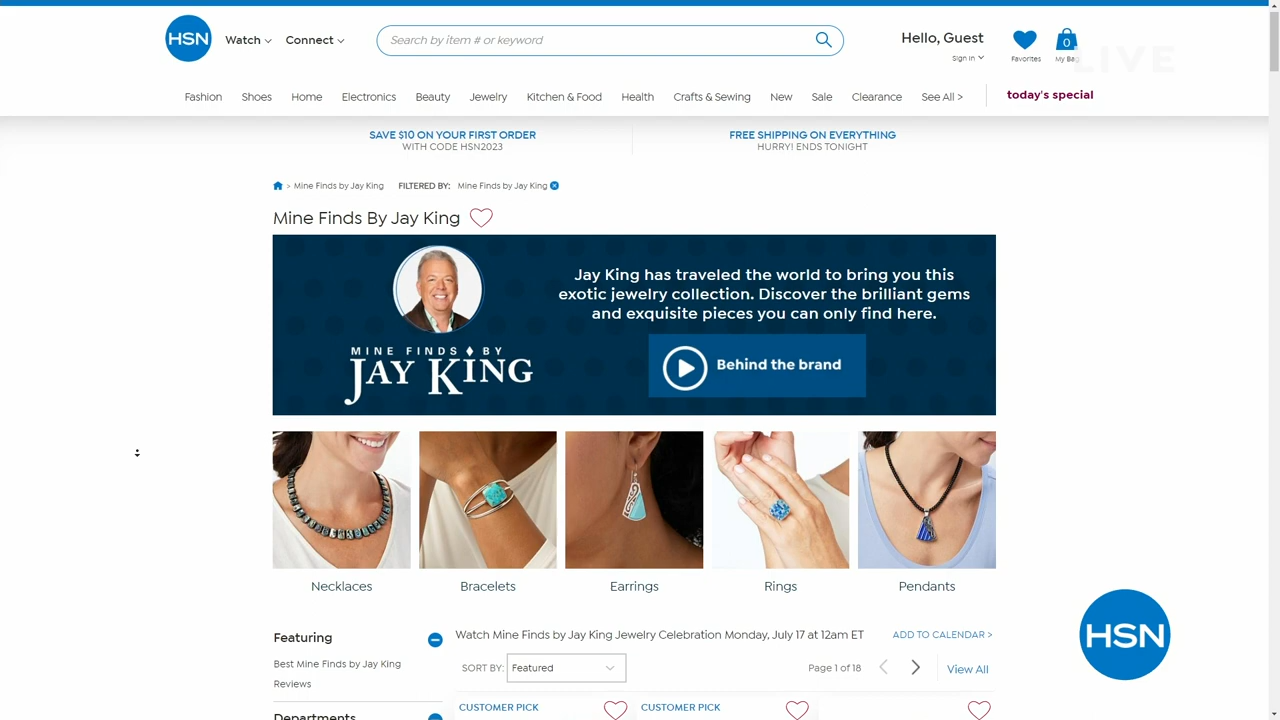 HSN
Watch
Connect
Search by item # or keyword
Hello, Guest
Sign In
Favorites
0
My Bag
LIVE
Fashion
Shoes
Home
Electronics
Beauty
Jewelry
Kitchen & Food
Health
Crafts & Sewing
New
Sale
Clearance
See All >
today's special
SAVE $10 ON YOUR FIRST ORDER
WITH CODE HSN2023
FREE SHIPPING ON EVERYTHING
HURRY! ENDS TONIGHT
> Mine Finds by Jay King
FILTERED BY: Mine Finds by Jay King
Mine Finds By Jay King
MINE FINDS BY
JAY KING
Jay King has traveled the world to bring you this
exotic jewelry collection. Discover the brilliant gems
and exquisite pieces you can only find here.
Behind the brand
Necklaces
Bracelets
Earrings
Rings
Pendants
Featuring
Best Mine Finds by Jay King
Reviews
Departments
Watch Mine Finds by Jay King Jewelry Celebration Monday, July 17 at 12am ET
ADD TO CALENDAR >
SORT BY: Featured
Page 1 of 18
View All
CUSTOMER PICK
CUSTOMER PICK
HSN